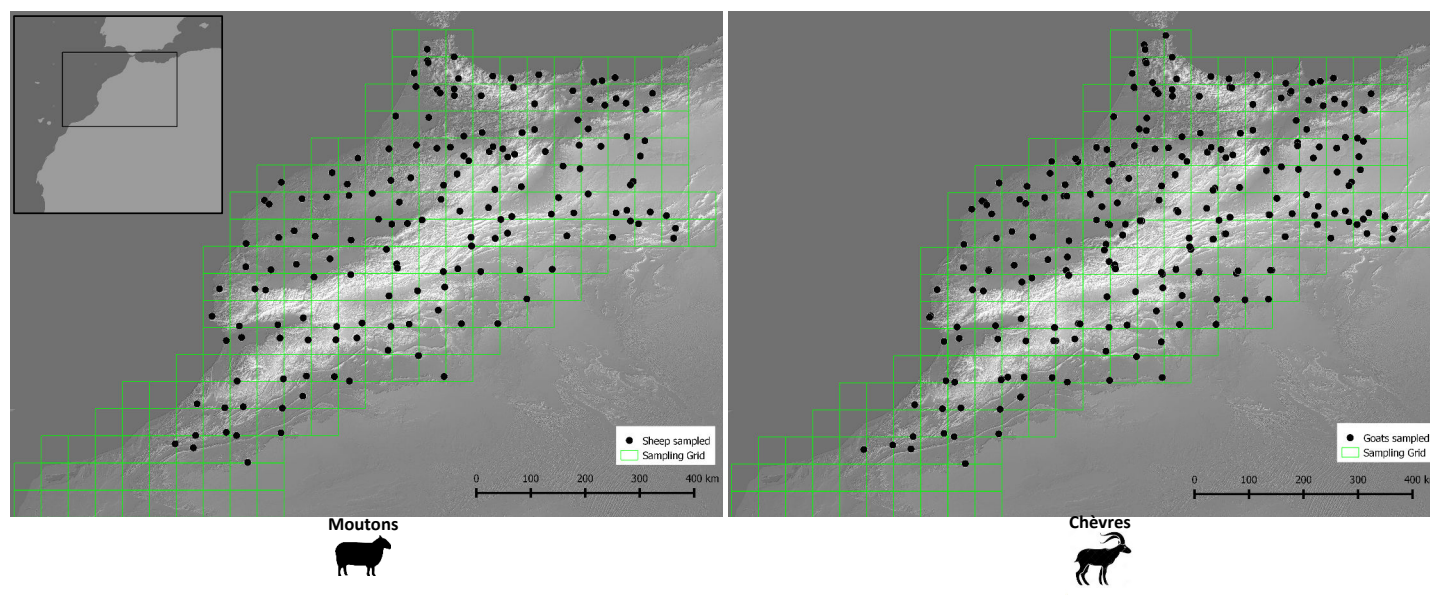 Sheep sampled
Sampling Grid
0 100 200 300 400 km
Goats sampled
Sampling Grid
0 100 200 300 400 k
Moutons
Chèvres